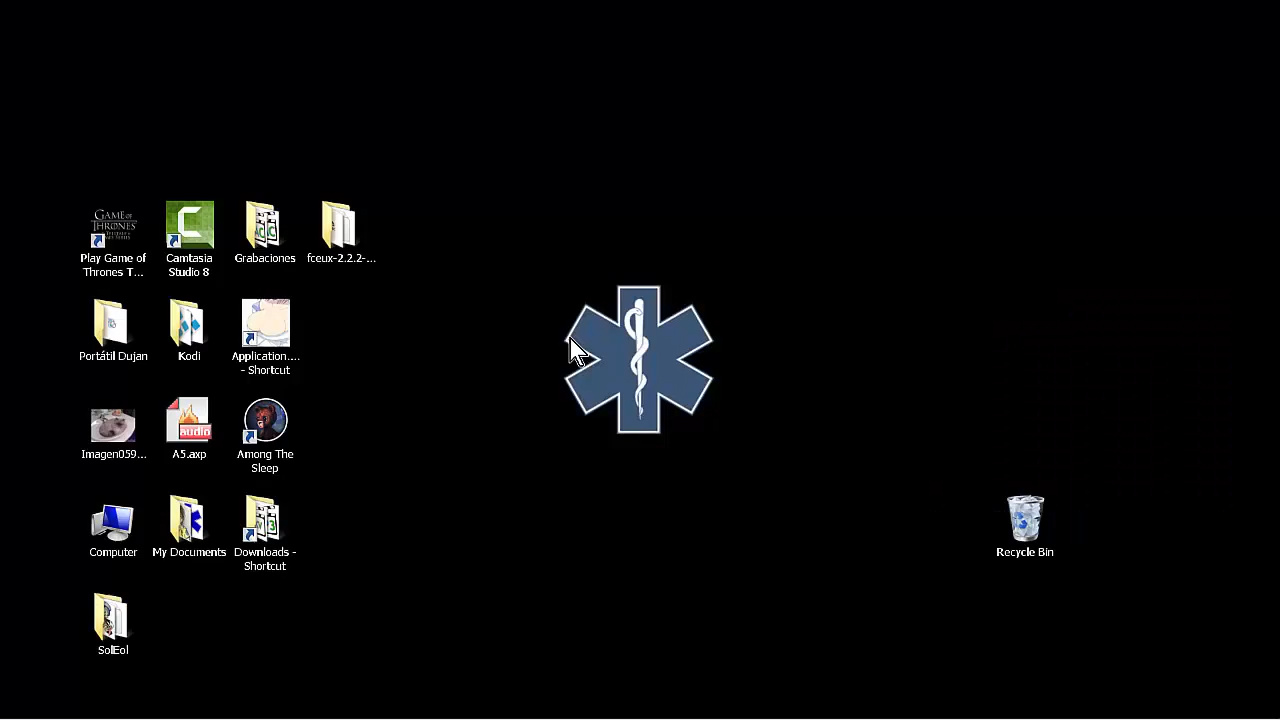 GAME OF
THRONES
Play Game of
Thrones T...
Camtasia
Studio 8
Grabaciones
fceux-2.2.2-...
Portátil Dujan
Kodi
Application....
- Shortcut
Imagen059...
audio
A5.axp
Among The
Sleep
Computer
My Documents
Downloads -
Shortcut
Recycle Bin
SolEol